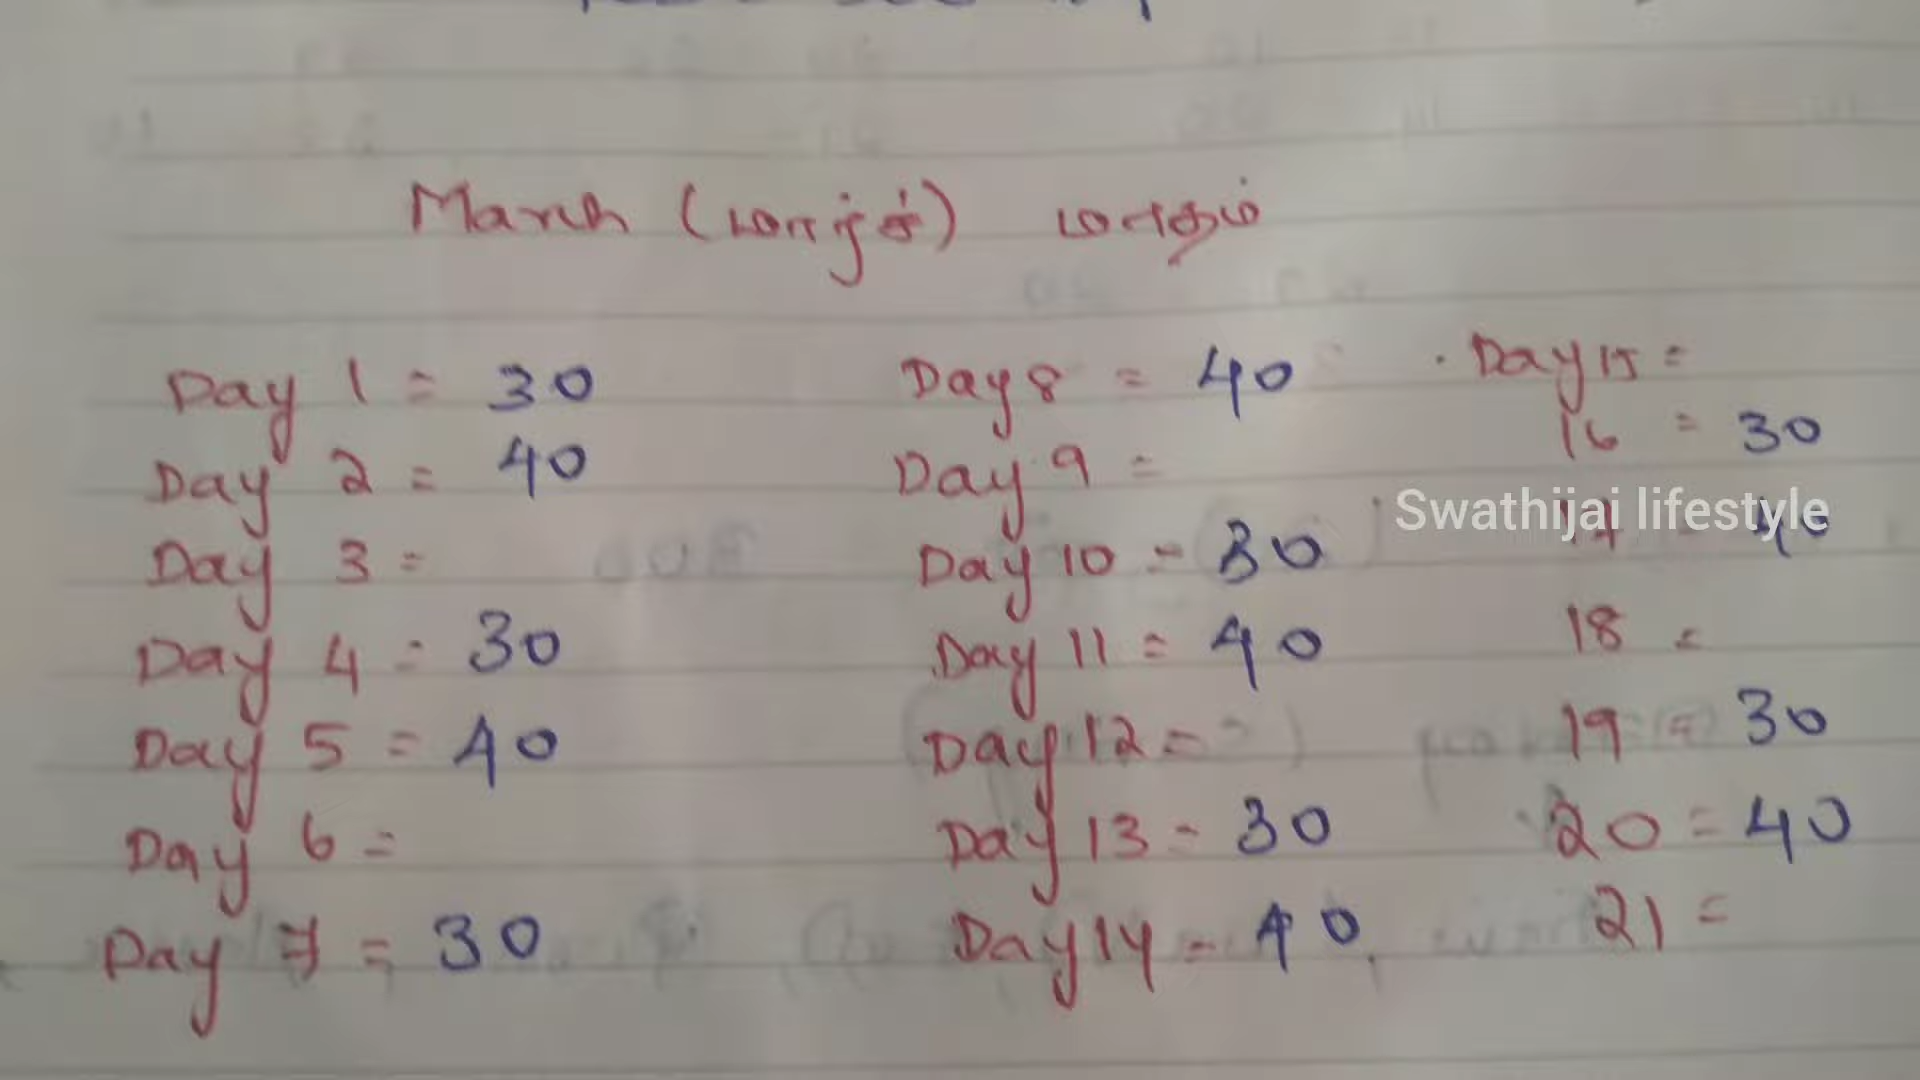 March (மார்ச்) மாதம்
Day 1 = 30
Day 2 = 40
Day 3 =
Day 4 = 30
Day 5 = 40
Day 6 =
Day 7 = 30
Day 8 = 40
Day 9 =
Day 10 = 30
Day 11 = 40
Day 12 =
Day 13 = 30
Day 14 = 40
Day 15 =
16 = 30
Swathijai lifestyle
17 = 40
18 =
19 = 30
20 = 40
21 =